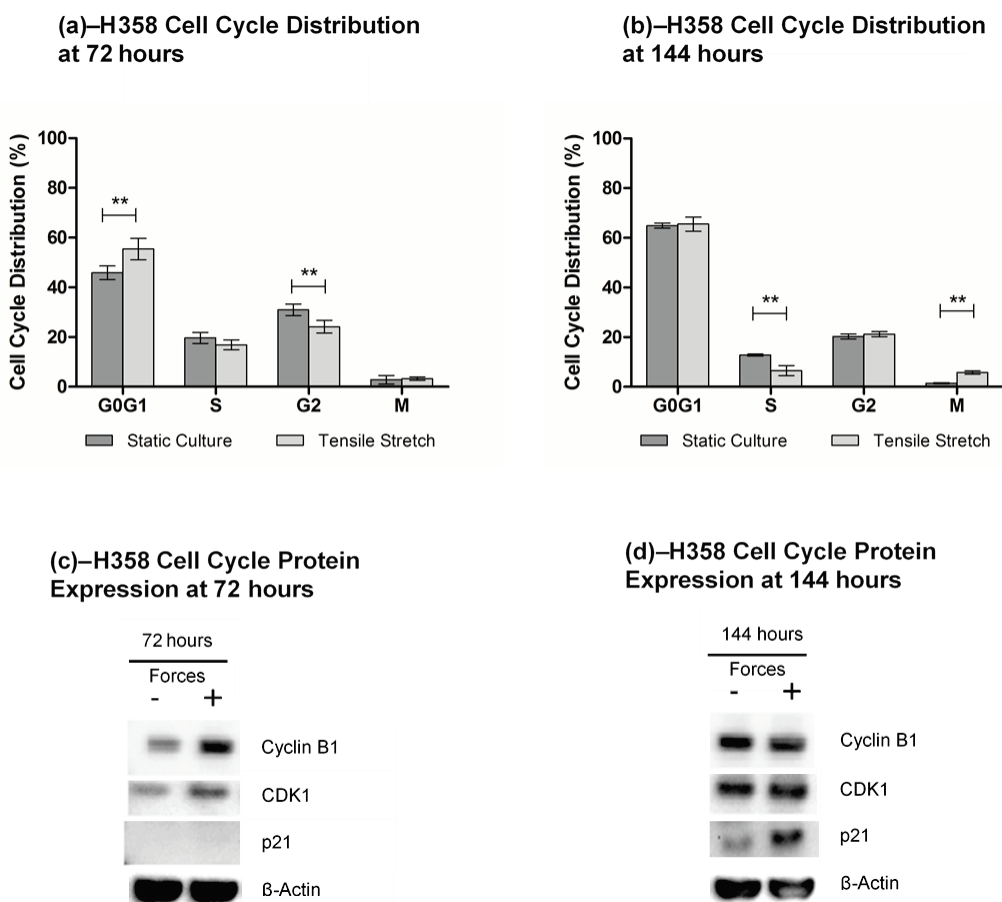 (a)–H358 Cell Cycle Distribution
at 72 hours
Cell Cycle Distribution (%)
100
80
60
40
20
0
**
**
G0G1 S G2 M
Static Culture Tensile Stretch
(b)–H358 Cell Cycle Distribution
at 144 hours
Cell Cycle Distribution (%)
100
80
60
40
20
0
**
**
G0G1 S G2 M
Static Culture Tensile Stretch
(c)–H358 Cell Cycle Protein
Expression at 72 hours
72 hours
Forces
- +
Cyclin B1
CDK1
p21
ß-Actin
(d)–H358 Cell Cycle Protein
Expression at 144 hours
144 hours
Forces
- +
Cyclin B1
CDK1
p21
ß-Actin